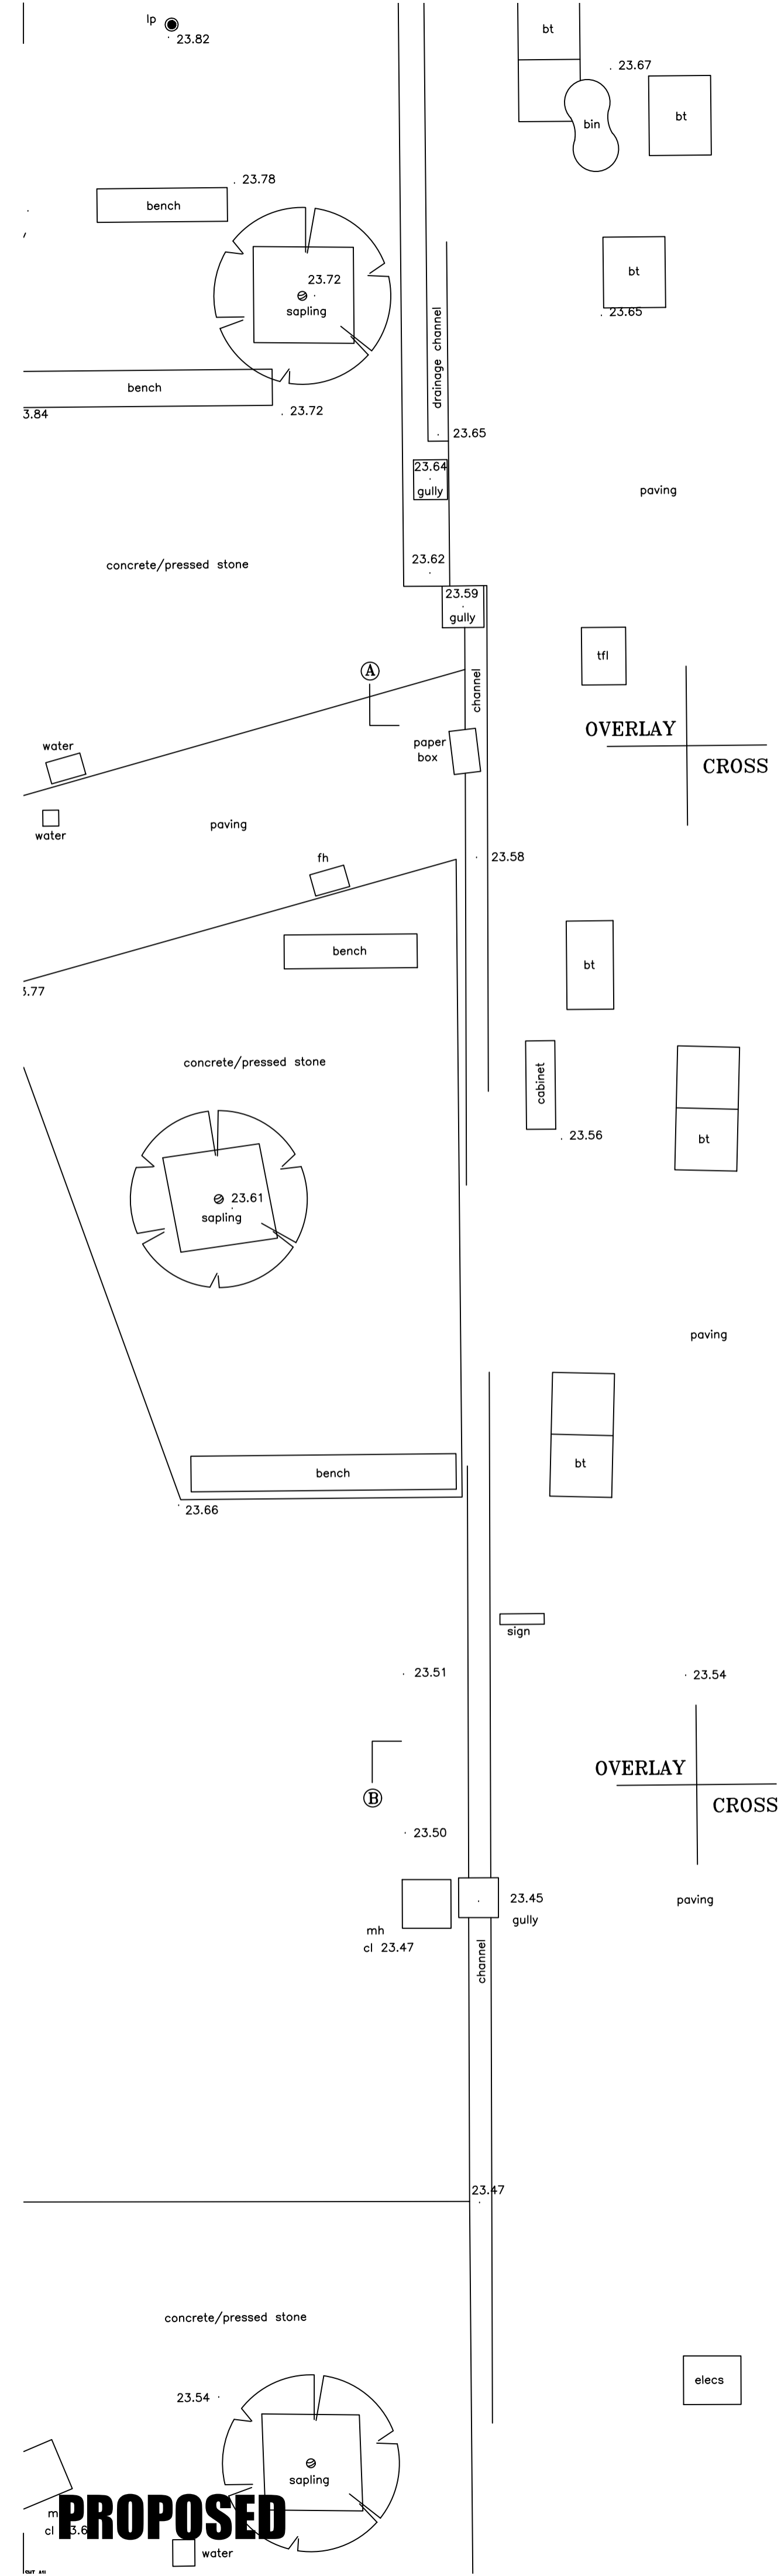 lp
23.82
bt
23.67
bt
bin
23.78
bench
bt
23.72
sapling
23.65
drainage channel
bench
3.84
23.72
23.65
23.64
gully
paving
concrete/pressed stone
23.62
23.59
gully
tfl
A
channel
OVERLAY
CROSS
paper
box
water
water
paving
fh
23.58
bench
bt
.77
concrete/pressed stone
cabinet
23.56
bt
23.61
sapling
paving
bt
bench
23.66
sign
23.51
23.54
OVERLAY
CROSS
B
23.50
23.45
gully
paving
mh
cl 23.47
channel
23.47
concrete/pressed stone
elecs
23.54
sapling
m
PROPOSED
cl
3.6
water